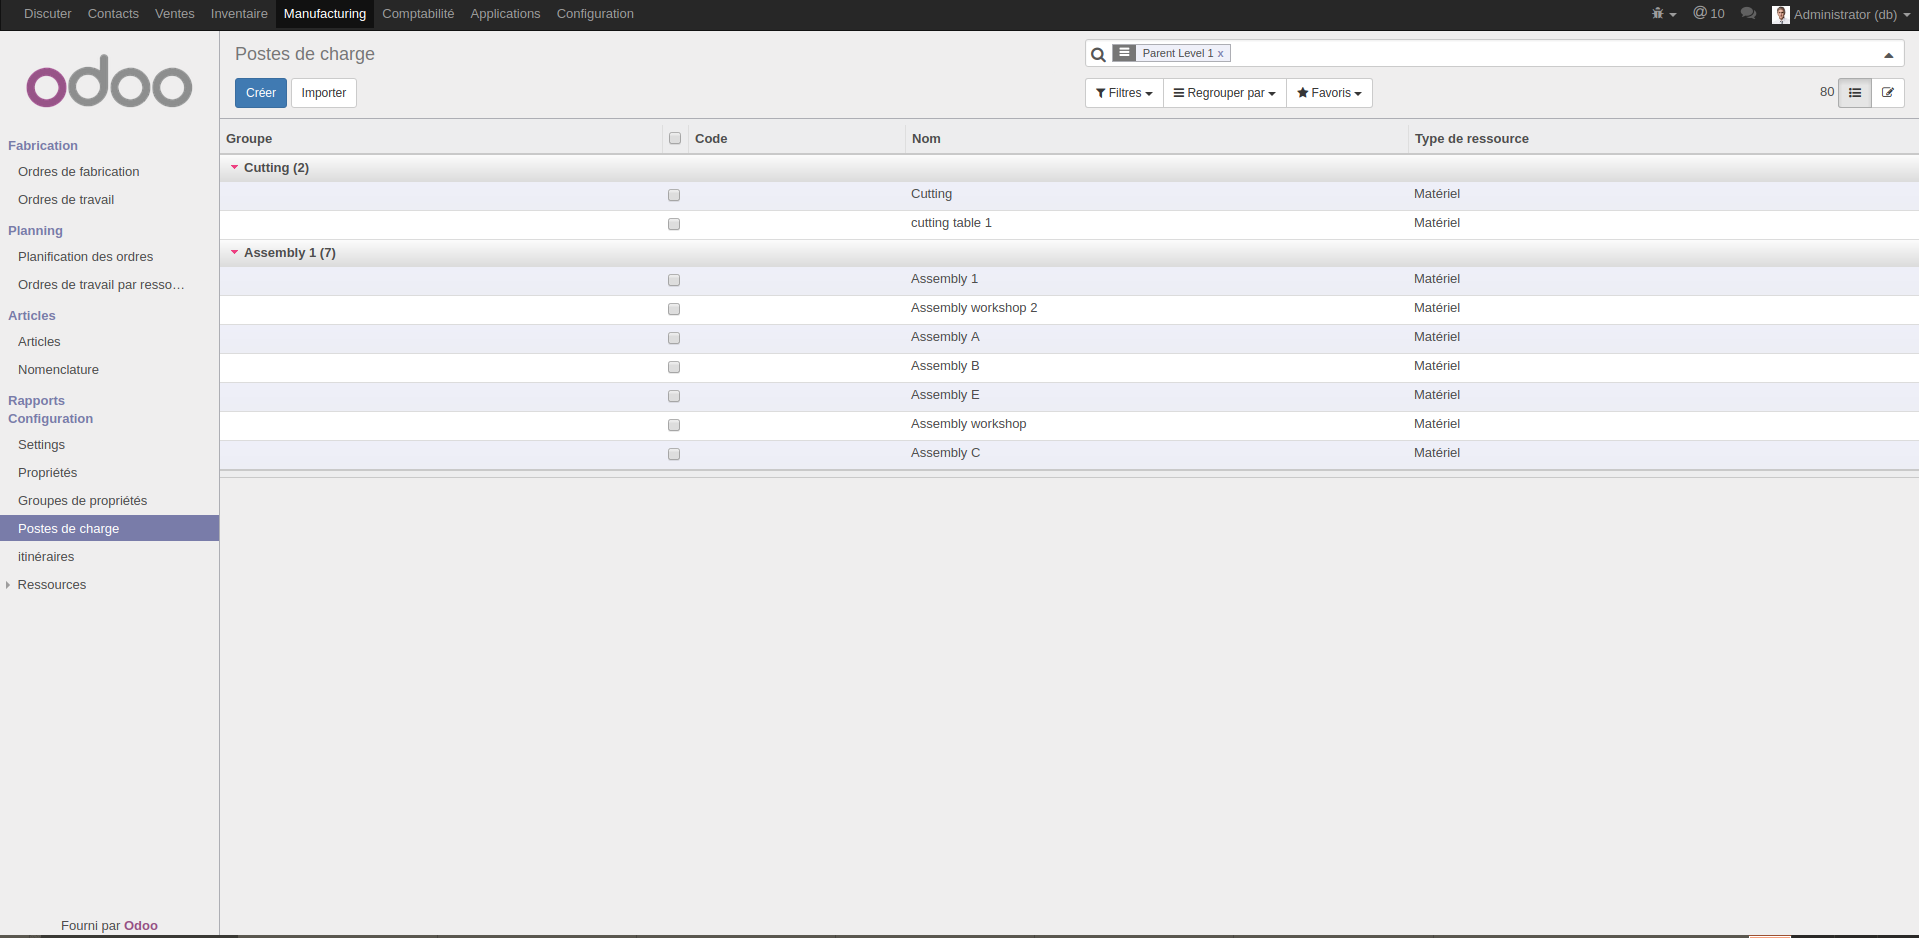 Discuter Contacts Ventes Inventaire Manufacturing Comptabilité Applications Configuration @ 10 Administrator (db)
odoo
Fabrication
Ordres de fabrication
Ordres de travail
Planning
Planification des ordres
Ordres de travail par resso…
Articles
Articles
Nomenclature
Rapports
Configuration
Settings
Propriétés
Groupes de propriétés
Postes de charge
itinéraires
Ressources
Fourni par Odoo
Postes de charge
Parent Level 1 x
Créer Importer
Filtres Regrouper par Favoris
80
Groupe Code Nom Type de ressource
Cutting (2)
Cutting Matériel
cutting table 1 Matériel
Assembly 1 (7)
Assembly 1 Matériel
Assembly workshop 2 Matériel
Assembly A Matériel
Assembly B Matériel
Assembly E Matériel
Assembly workshop Matériel
Assembly C Matériel